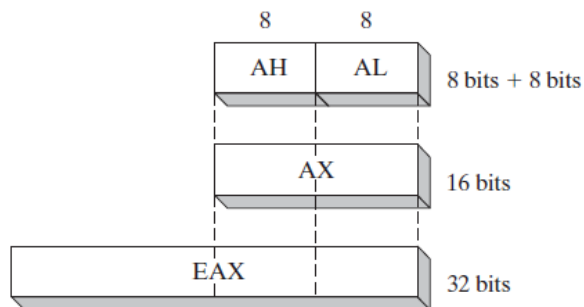 8 8
AH AL 8 bits + 8 bits
AX 16 bits
EAX 32 bits